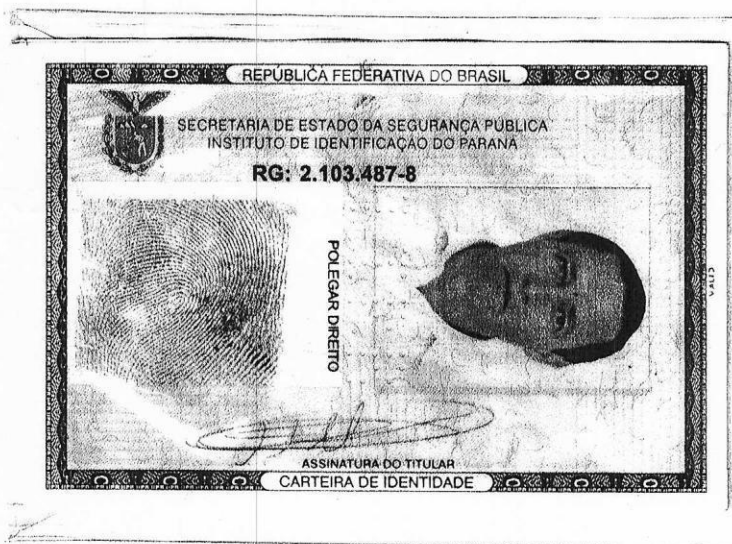 REPÚBLICA FEDERATIVA DO BRASIL
SECRETARIA DE ESTADO DA SEGURANÇA PÚBLICA
INSTITUTO DE IDENTIFICAÇÃO DO PARANÁ
RG: 2.103.487-8
POLEGAR DIREITO
ASSINATURA DO TITULAR
CARTEIRA DE IDENTIDADE